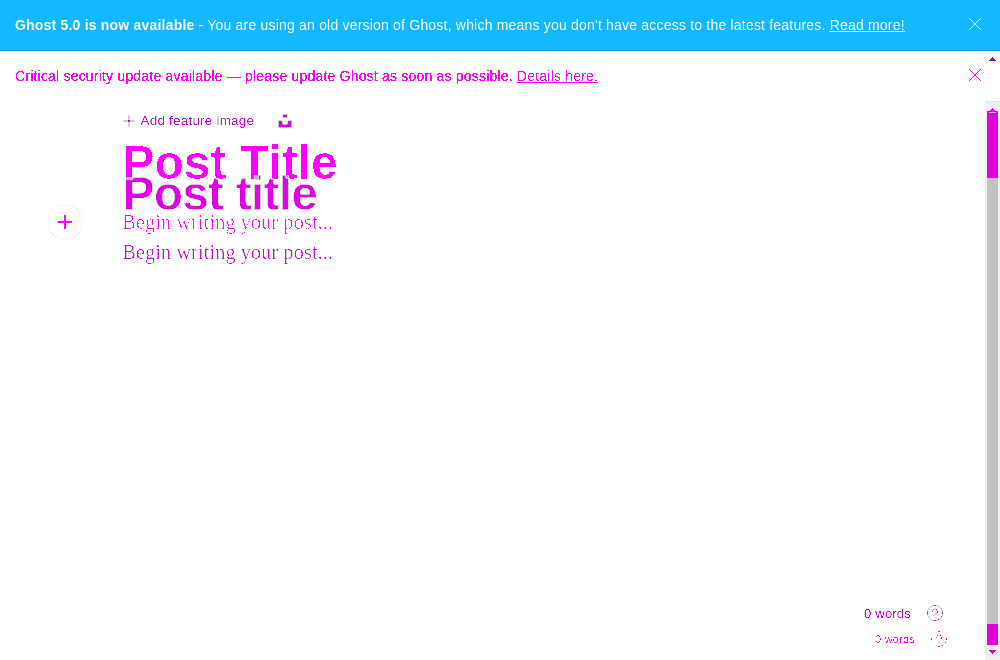 Ghost 5.0 is now available - You are using an old version of Ghost, which means you don't have access to the latest features. Read more!
Critical security update available — please update Ghost as soon as possible. Details here.
Add feature image
Post Title
Post title
Begin writing your post...
Begin writing your post...
0 words
0 words